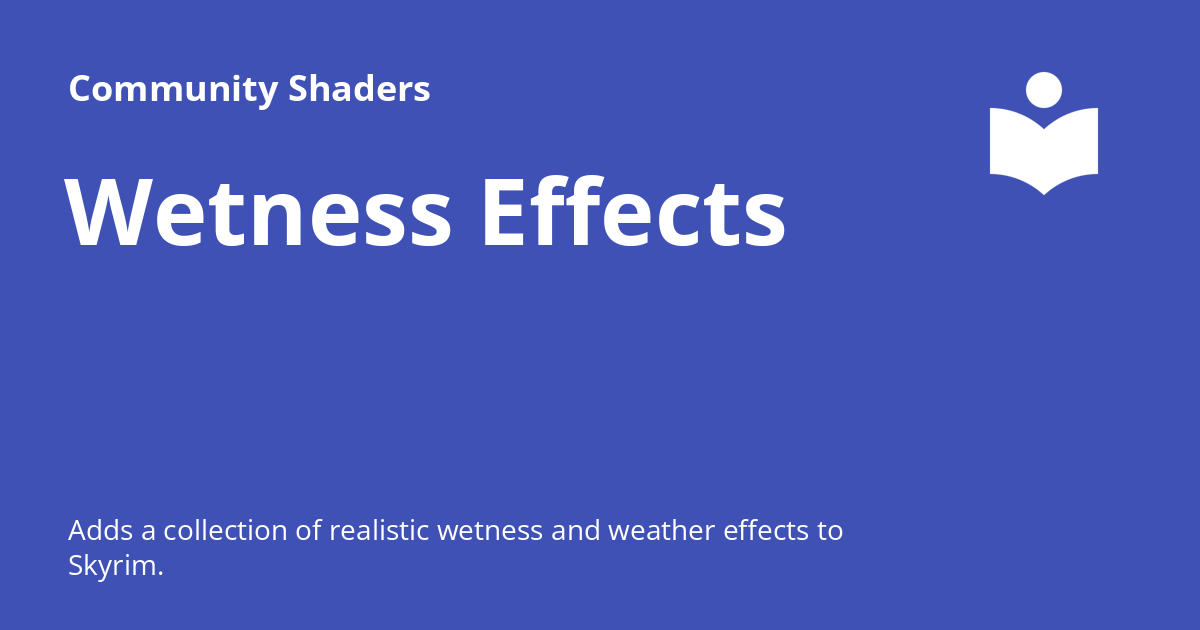 Community Shaders
Wetness Effects
Adds a collection of realistic wetness and weather effects to
Skyrim.